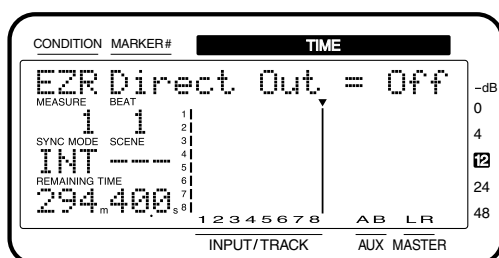 CONDITION MARKER# TIME
EZR Direct Out = Off
MEASURE BEAT
1 1
SYNC MODE SCENE
INT ---
REMAINING TIME
294m40.0s
1
2
3
4
5
6
7
8
1 2 3 4 5 6 7 8 A B L R
INPUT/TRACK AUX MASTER
-dB
0
4
12
24
48